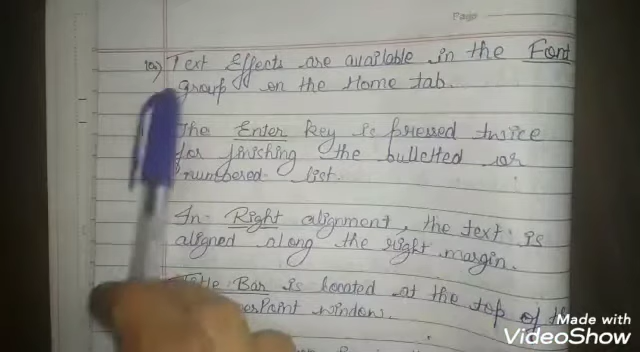 Page
10a) Text Effects are available in the Font
group on the Home tab.
The Enter key is pressed twice
for finishing the bulletted or
numbered list.
In Right alignment, the text is
aligned along the right margin.
Title Bar is located at the top of
window.
Made with
VideoShow